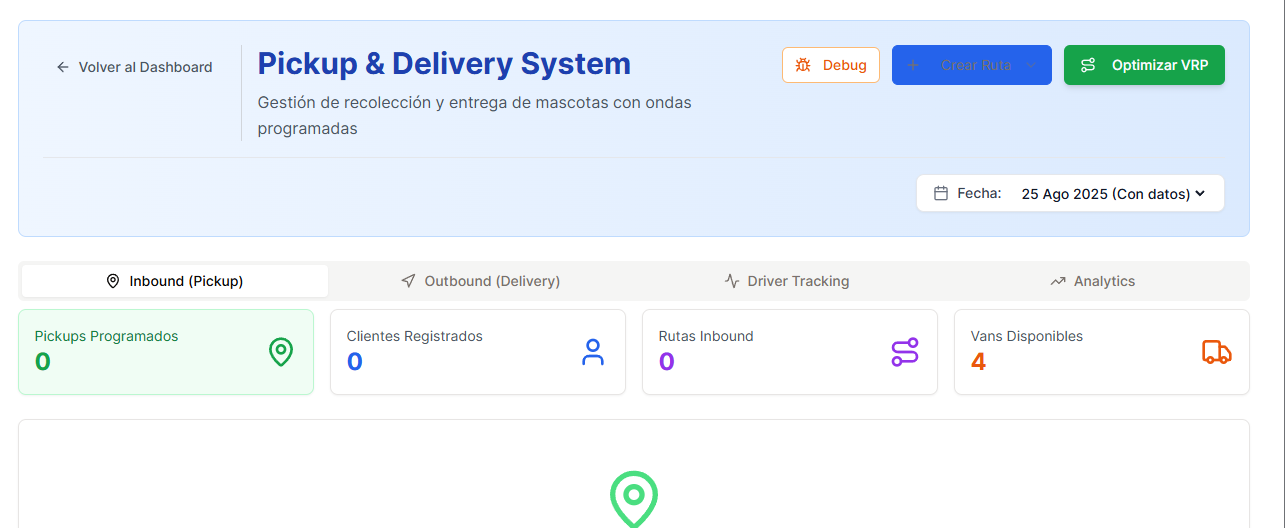 Volver al Dashboard
Pickup & Delivery System
Gestión de recolección y entrega de mascotas con ondas
programadas
Debug
Crear Ruta
Optimizar VRP
Fecha: 25 Ago 2025 (Con datos)
Inbound (Pickup)
Outbound (Delivery)
Driver Tracking
Analytics
Pickups Programados
0
Clientes Registrados
0
Rutas Inbound
0
Vans Disponibles
4